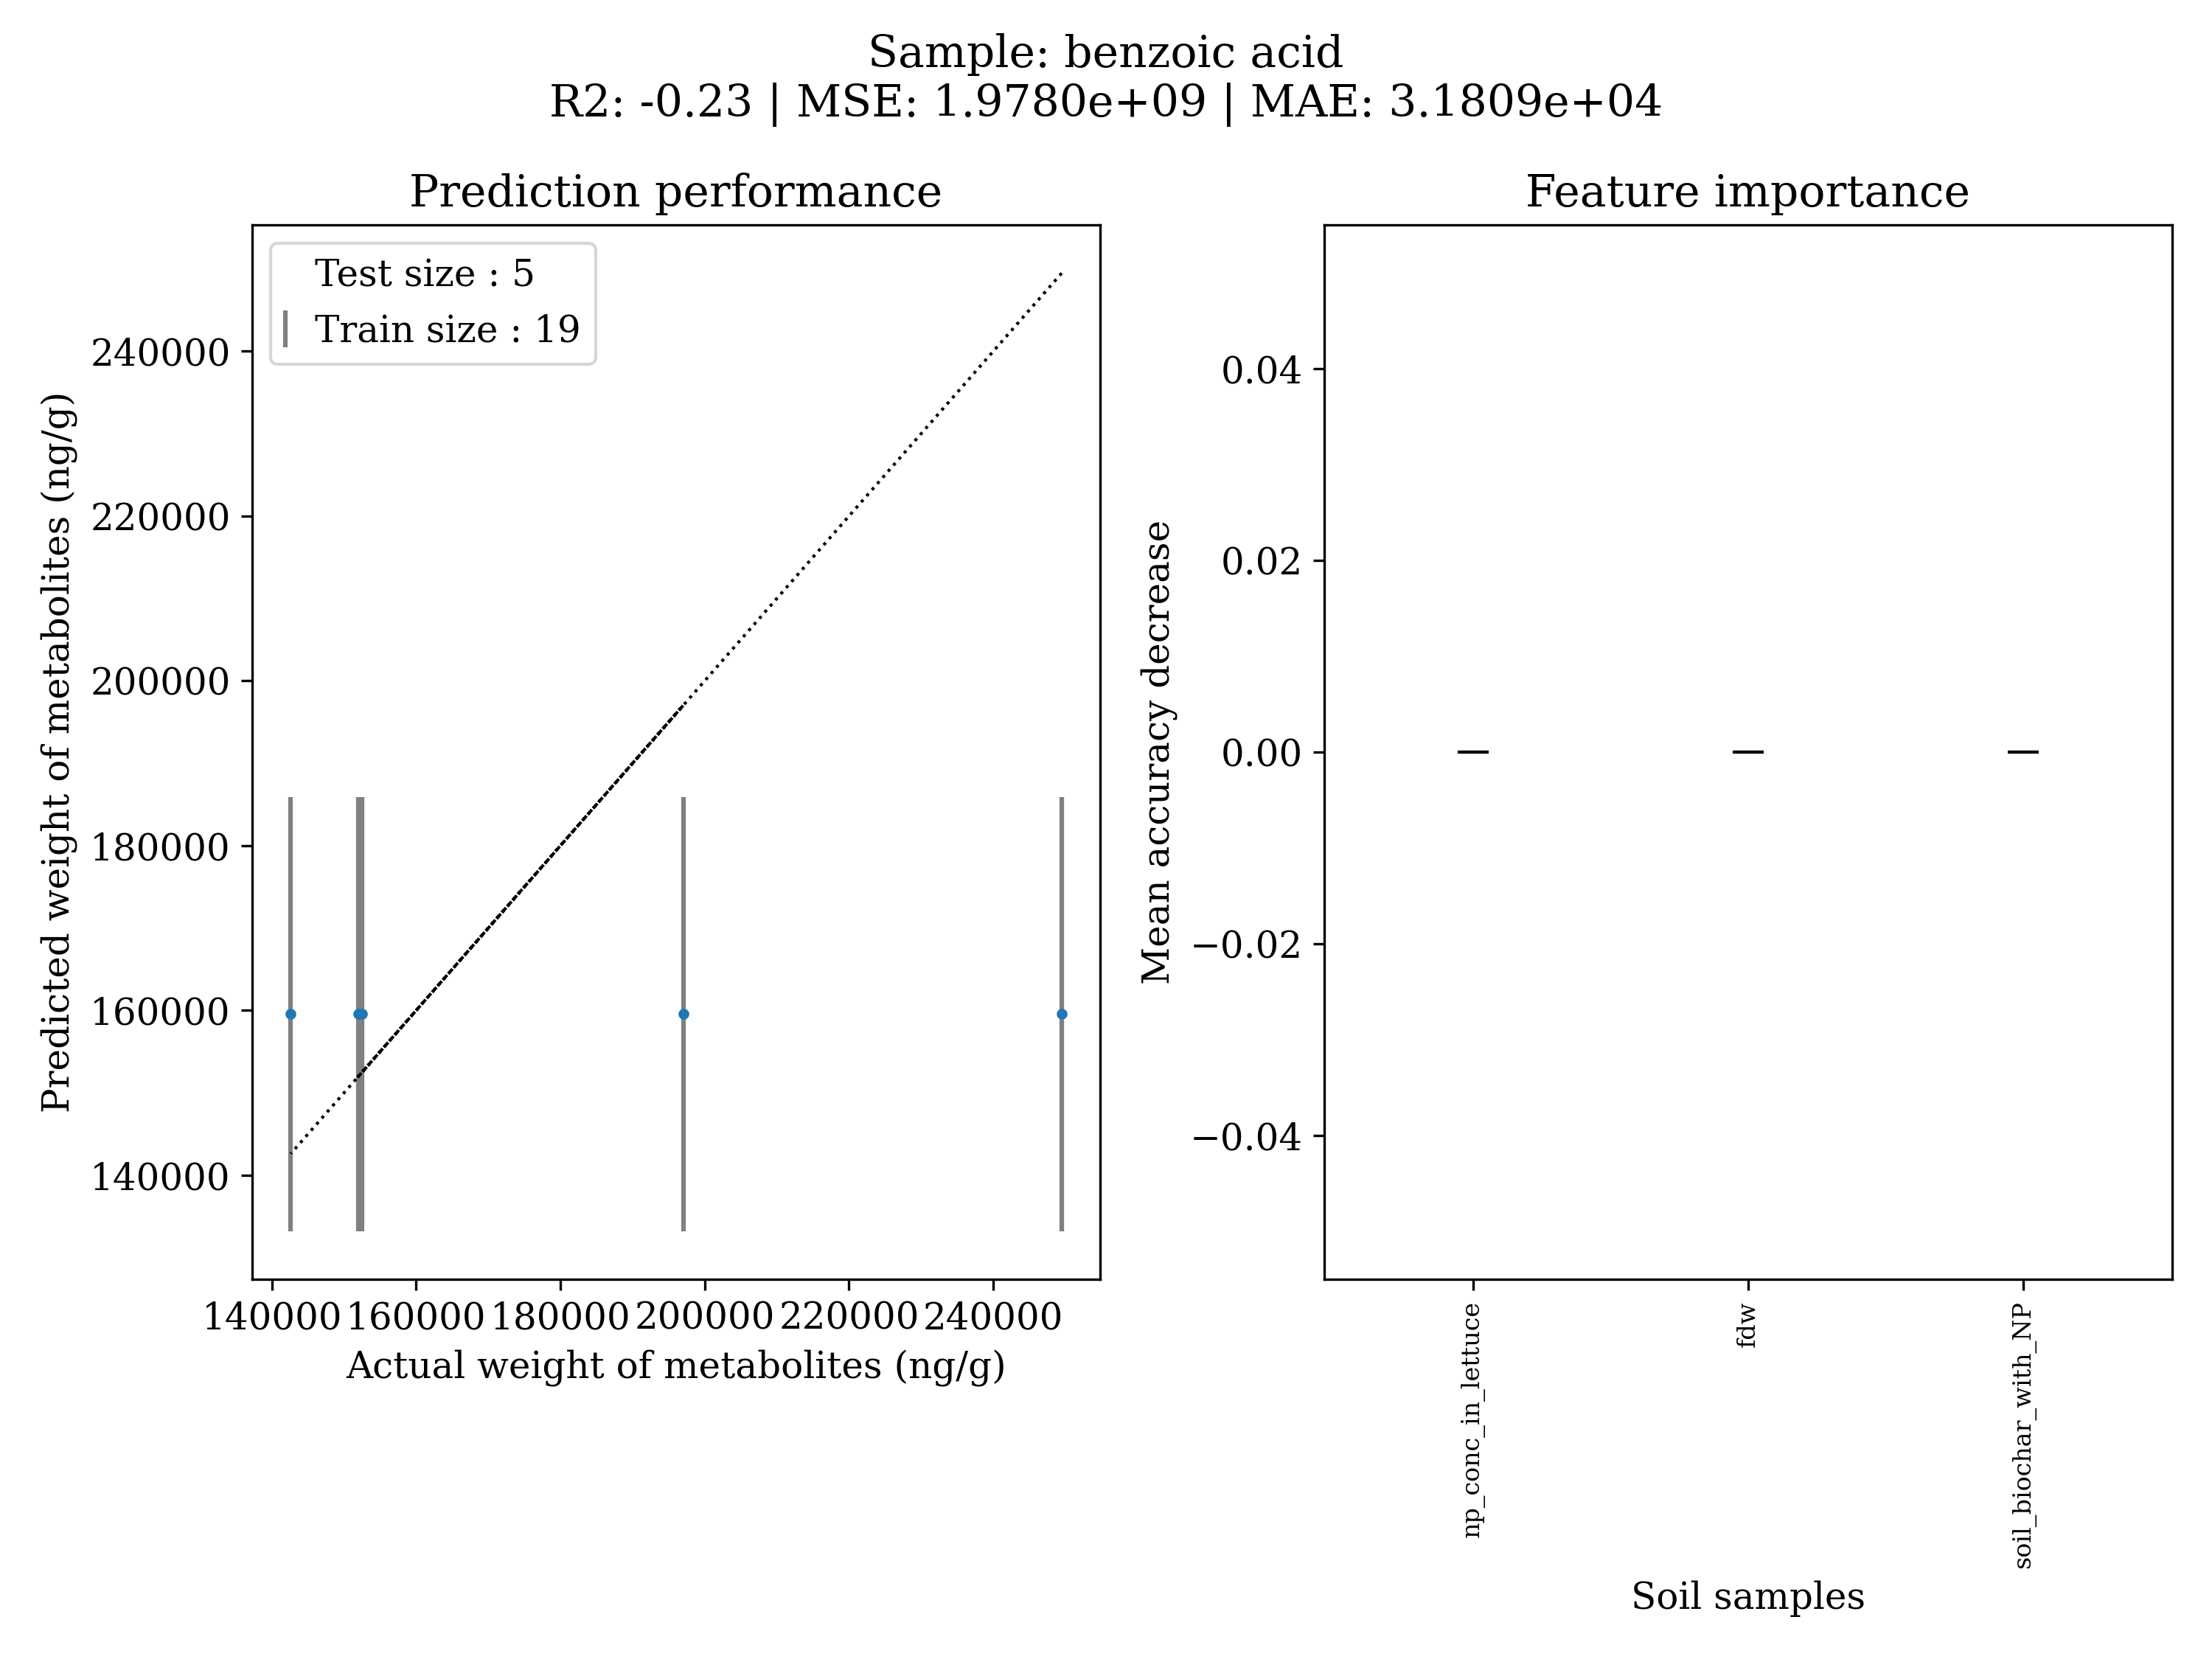 Sample: benzoic acid
R2: -0.23 | MSE: 1.9780e+09 | MAE: 3.1809e+04
Prediction performance
Test size : 5
Train size : 19
240000
220000
200000
180000
160000
140000
Predicted weight of metabolites (ng/g)
140000 160000 180000 200000 220000 240000
Actual weight of metabolites (ng/g)
Feature importance
0.04
0.02
0.00
−0.02
−0.04
Mean accuracy decrease
np_conc_in_lettuce
fdw
soil_biochar_with_NP
Soil samples